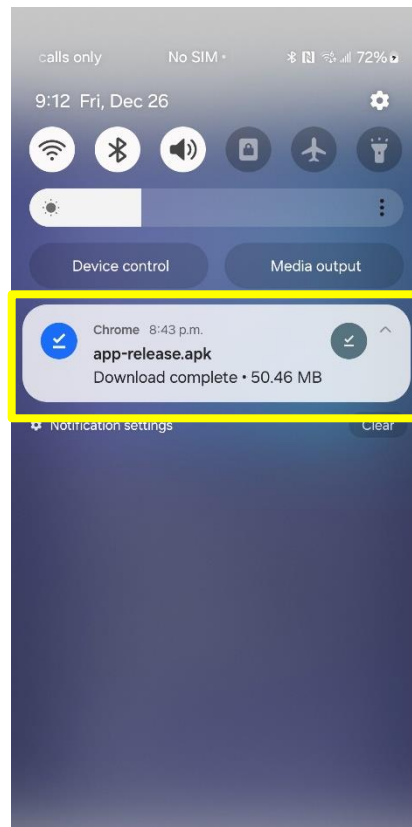 calls only No SIM • 72%
9:12 Fri, Dec 26
Device control Media output
Chrome 8:43 p.m.
app-release.apk
Download complete • 50.46 MB
Notification settings Clear